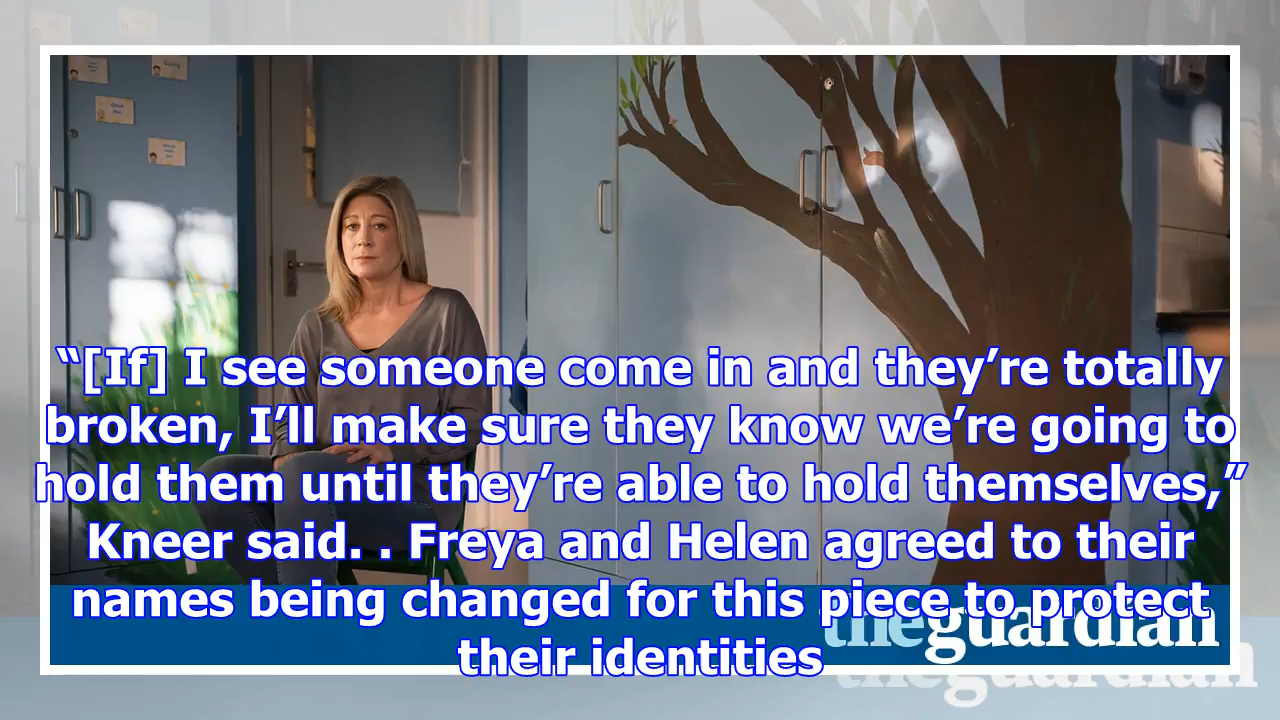 “[If] I see someone come in and they’re totally
broken, I’ll make sure they know we’re going to
hold them until they’re able to hold themselves,”
Kneer said. . Freya and Helen agreed to their
names being changed for this piece to protect
their identities
theguardian
theguardian